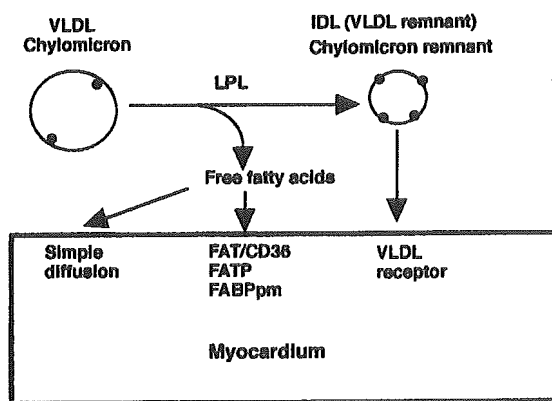 VLDL
Chylomicron
IDL (VLDL remnant)
Chylomicron remnant
LPL
Free fatty acids
Simple
diffusion
FAT/CD36
FATP
FABPpm
VLDL
receptor
Myocardium